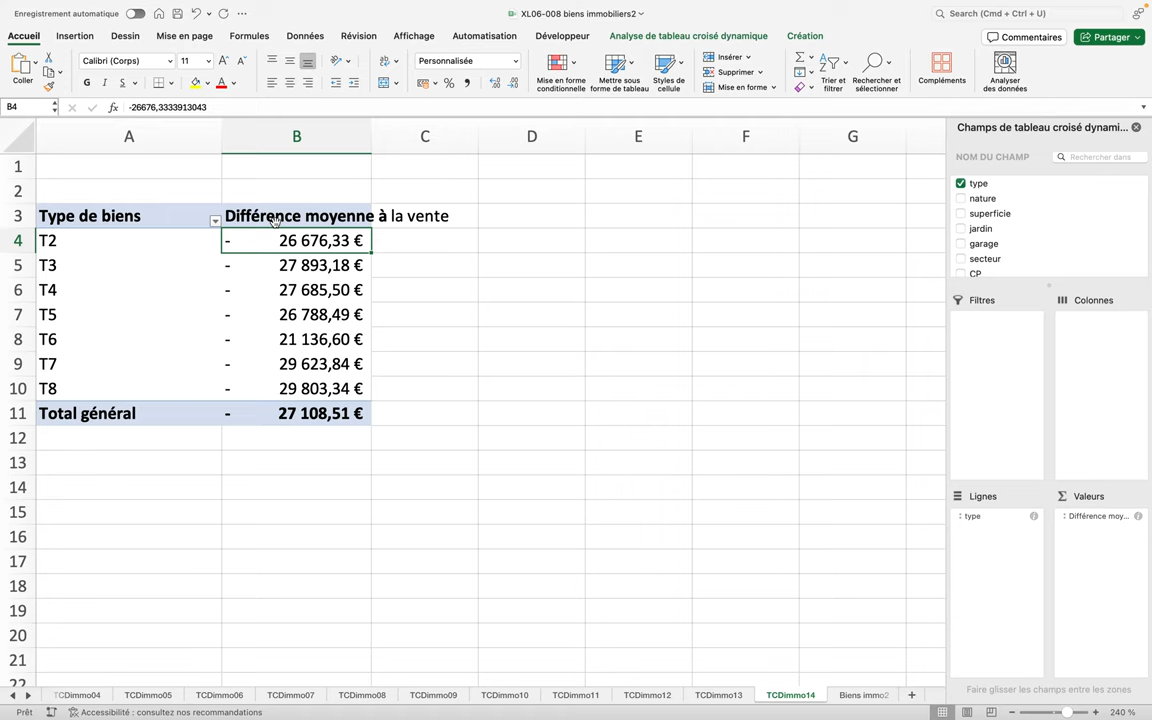 Enregistrement automatique XL06-008 biens immobiliers2 Search (Cmd + Ctrl + U)
Accueil Insertion Dessin Mise en page Formules Données Révision Affichage Automatisation Développeur Analyse de tableau croisé dynamique Création Commentaires Partager
Coller Calibri (Corps) 11 Personnalisée
G I S
Mise en forme conditionnelle Mettre sous forme de tableau Styles de cellule
Insérer
Supprimer
Mise en forme
Trier et filtrer Rechercher et sélectionner Compléments Analyser des données
B4 fx -26676,3333913043
A B C D E F G
1
2
3 Type de biens Différence moyenne à la vente
4 T2 - 26 676,33 €
5 T3 - 27 893,18 €
6 T4 - 27 685,50 €
7 T5 - 26 788,49 €
8 T6 - 21 136,60 €
9 T7 - 29 623,84 €
10 T8 - 29 803,34 €
11 Total général - 27 108,51 €
12
13
14
15
16
17
18
19
20
21
22
Champs de tableau croisé dynami...
NOM DU CHAMP Rechercher dans
type
nature
superficie
jardin
garage
secteur
CP
Filtres Colonnes
Lignes Valeurs
type Différence moy...
Faire glisser les champs entre les zones
TCDimmo04 TCDimmo05 TCDimmo06 TCDimmo07 TCDimmo08 TCDimmo09 TCDimmo10 TCDimmo11 TCDimmo12 TCDimmo13 TCDimmo14 Biens immo2 +
Prêt Accessibilité : consultez nos recommandations 240 %